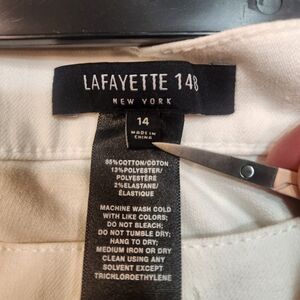 LAFAYETTE 148
NEW YORK
14
MADE IN
CHINA
85%COTTON/COTON
13%POLYESTER/
POLYESTÈRE
2%ELASTANE/
ÉLASTIQUE
MACHINE WASH COLD
WITH LIKE COLORS;
DO NOT BLEACH;
DO NOT TUMBLE DRY;
HANG TO DRY;
MEDIUM IRON OR DRY
CLEAN USING ANY
SOLVENT EXCEPT
TRICHLOROETHYLENE